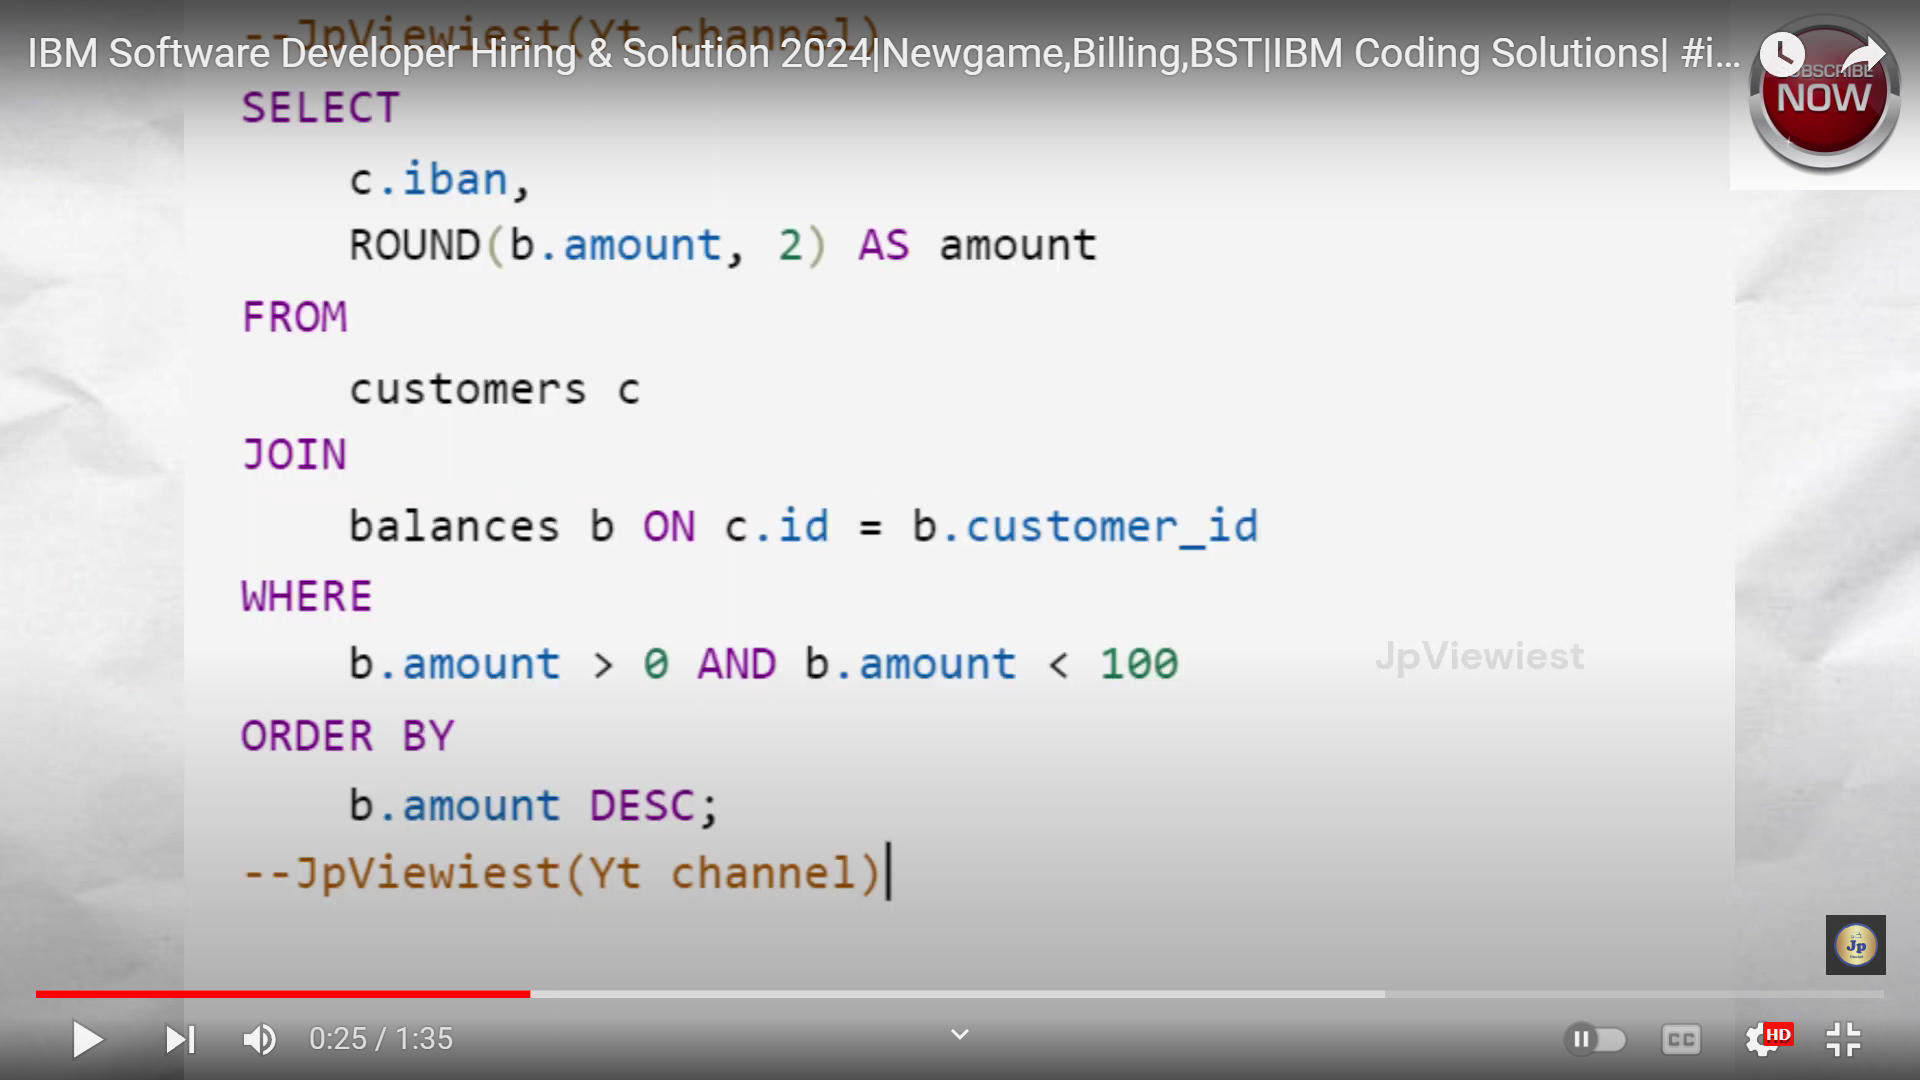 --JpViewiest(Yt channel)
IBM Software Developer Hiring & Solution 2024|Newgame,Billing,BST|IBM Coding Solutions| #i...
SUBSCRIBE
NOW
SELECT
c.iban,
ROUND(b.amount, 2) AS amount
FROM
customers c
JOIN
balances b ON c.id = b.customer_id
WHERE
b.amount > 0 AND b.amount < 100
JpViewiest
ORDER BY
b.amount DESC;
--JpViewiest(Yt channel)
Jp
0:25 / 1:35
CC
HD